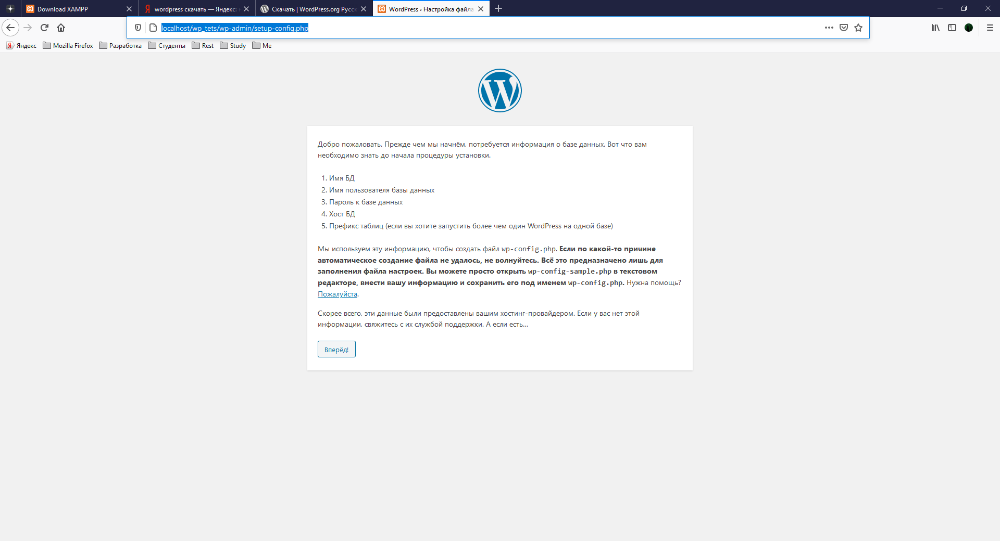 Download XAMPP
wordpress скачать — Яндекс:
Скачать | WordPress.org Русск
WordPress › Настройка файла
localhost/wp_tets/wp-admin/setup-config.php
Яндекс
Mozilla Firefox
Разработка
Студенты
Rest
Study
Me
Добро пожаловать. Прежде чем мы начнём, потребуется информация о базе данных. Вот что вам
необходимо знать до начала процедуры установки.
1. Имя БД
2. Имя пользователя базы данных
3. Пароль к базе данных
4. Хост БД
5. Префикс таблиц (если вы хотите запустить более чем один WordPress на одной базе)
Мы используем эту информацию, чтобы создать файл wp-config.php. Если по какой-то причине
автоматическое создание файла не удалось, не волнуйтесь. Всё это предназначено лишь для
заполнения файла настроек. Вы можете просто открыть wp-config-sample.php в текстовом
редакторе, внести вашу информацию и сохранить его под именем wp-config.php. Нужна помощь?
Пожалуйста.
Скорее всего, эти данные были предоставлены вашим хостинг-провайдером. Если у вас нет этой
информации, свяжитесь с их службой поддержки. А если есть…
Вперёд!